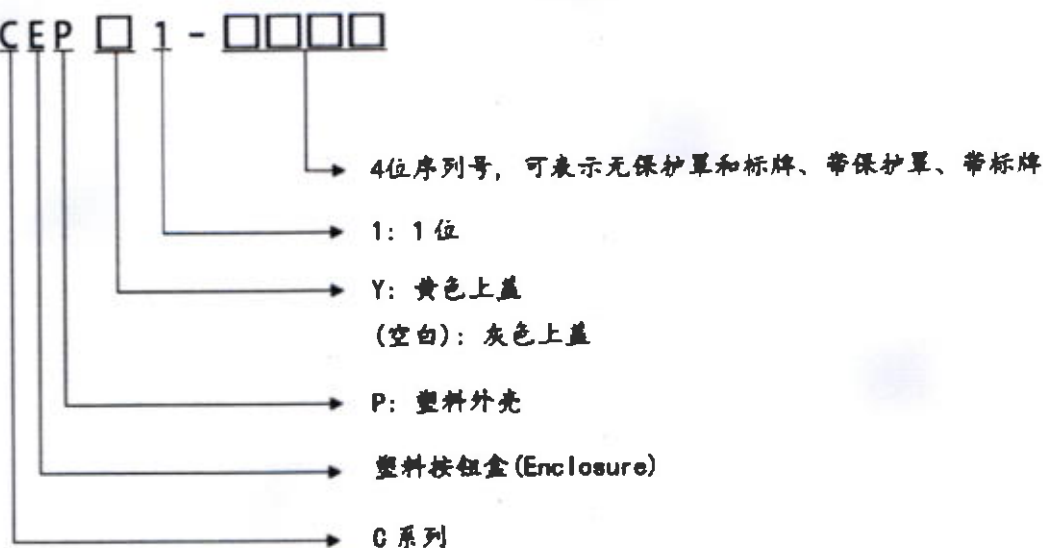 CEP□1-□□□□
4位序列号，可表示无保护罩和标牌、带保护罩、带标牌
1：1位
Y：黄色上盖
(空白)：灰色上盖
P：塑料外壳
塑料按钮盒(Enclosure)
C系列